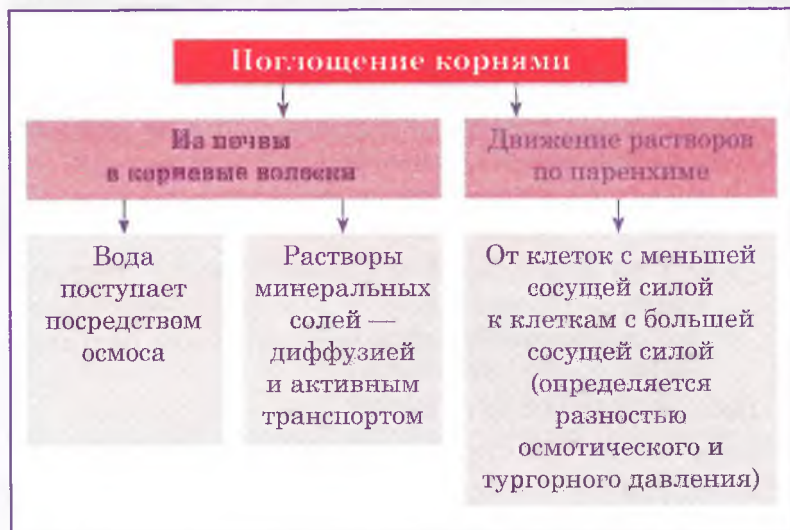 Поглощение корнями
Из почвы
в корневые волоски
Движение растворов
по паренхиме
Вода
поступает
посредством
осмоса
Растворы
минеральных
солей —
диффузией
и активным
транспортом
От клеток с меньшей
сосущей силой
к клеткам с большей
сосущей силой
(определяется
разностью
осмотического и
тургорного давления)